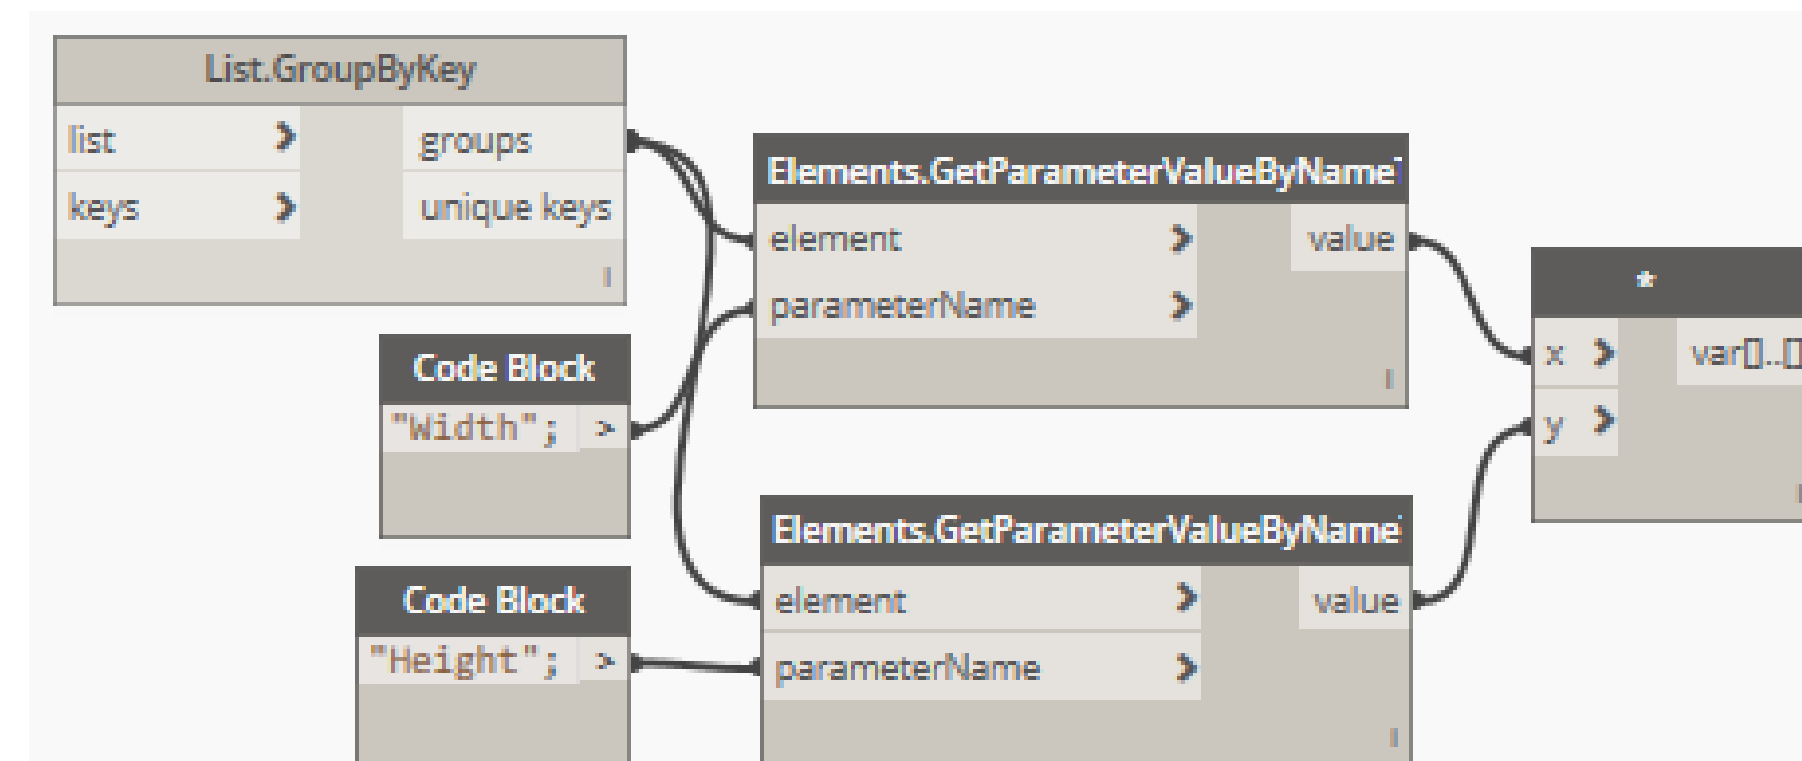 List.GroupByKey
list > groups
keys > unique keys
Elements.GetParameterValueByName
element > value
parameterName >
Code Block
"Width"; >
*
x > var[]..[]
y >
Code Block
"Height"; >
Elements.GetParameterValueByName
element > value
parameterName >